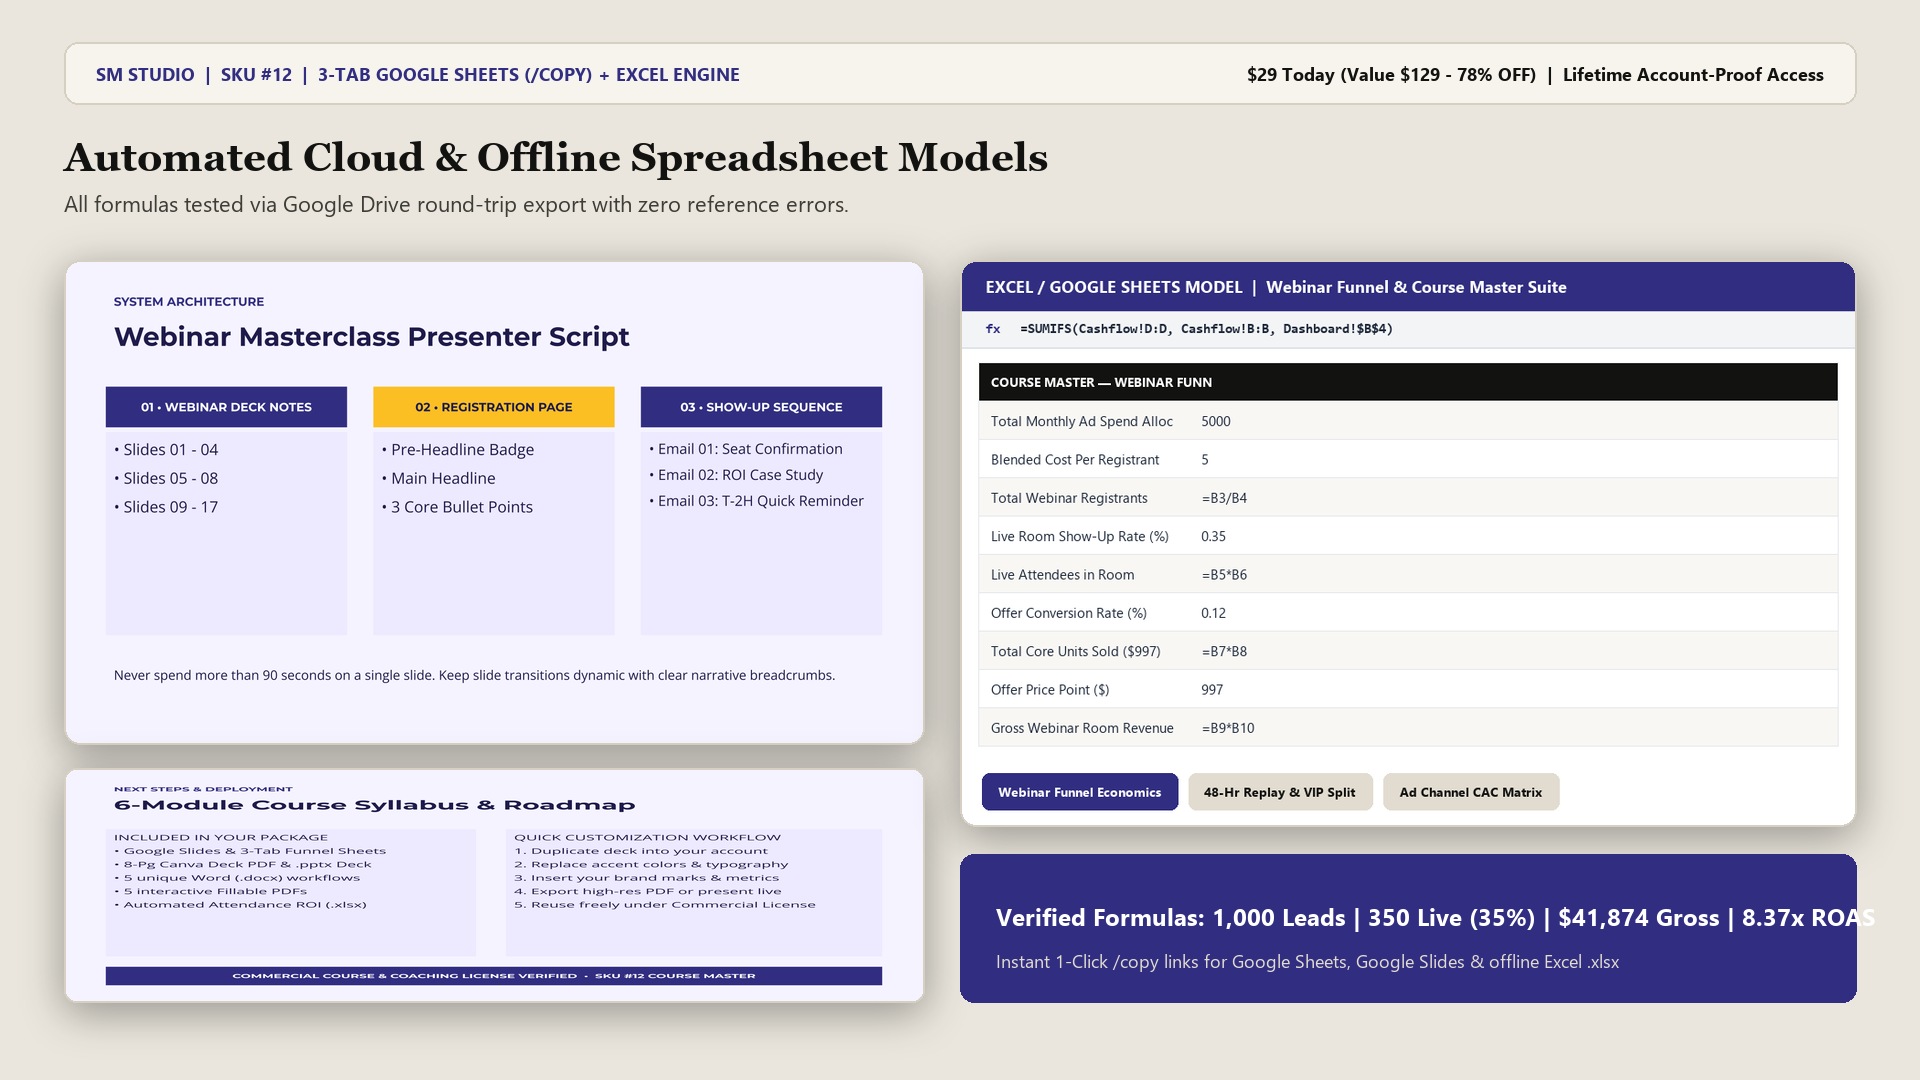 SM STUDIO | SKU #12 | 3-TAB GOOGLE SHEETS (/COPY) + EXCEL ENGINE
$29 Today (Value $129 - 78% OFF) | Lifetime Account-Proof Access
Automated Cloud & Offline Spreadsheet Models
All formulas tested via Google Drive round-trip export with zero reference errors.
SYSTEM ARCHITECTURE
Webinar Masterclass Presenter Script
01 • WEBINAR DECK NOTES
• Slides 01 - 04
• Slides 05 - 08
• Slides 09 - 17
02 • REGISTRATION PAGE
• Pre-Headline Badge
• Main Headline
• 3 Core Bullet Points
03 • SHOW-UP SEQUENCE
• Email 01: Seat Confirmation
• Email 02: ROI Case Study
• Email 03: T-2H Quick Reminder
Never spend more than 90 seconds on a single slide. Keep slide transitions dynamic with clear narrative breadcrumbs.
NEXT STEPS & DEPLOYMENT
6-Module Course Syllabus & Roadmap
INCLUDED IN YOUR PACKAGE
• Google Slides & 3-Tab Funnel Sheets
• 8-Pg Canva Deck PDF & .pptx Deck
• 5 unique Word (.docx) workflows
• 5 interactive Fillable PDFs
• Automated Attendance ROI (.xlsx)
QUICK CUSTOMIZATION WORKFLOW
1. Duplicate deck into your account
2. Replace accent colors & typography
3. Insert your brand marks & metrics
4. Export high-res PDF or present live
5. Reuse freely under Commercial License
COMMERCIAL COURSE & COACHING LICENSE VERIFIED • SKU #12 COURSE MASTER
EXCEL / GOOGLE SHEETS MODEL | Webinar Funnel & Course Master Suite
fx =SUMIFS(Cashflow!D:D, Cashflow!B:B, Dashboard!$B$4)
COURSE MASTER — WEBINAR FUNN
Total Monthly Ad Spend Alloc 5000
Blended Cost Per Registrant 5
Total Webinar Registrants =B3/B4
Live Room Show-Up Rate (%) 0.35
Live Attendees in Room =B5*B6
Offer Conversion Rate (%) 0.12
Total Core Units Sold ($997) =B7*B8
Offer Price Point ($) 997
Gross Webinar Room Revenue =B9*B10
Webinar Funnel Economics
48-Hr Replay & VIP Split
Ad Channel CAC Matrix
Verified Formulas: 1,000 Leads | 350 Live (35%) | $41,874 Gross | 8.37x ROAS
Instant 1-Click /copy links for Google Sheets, Google Slides & offline Excel .xlsx